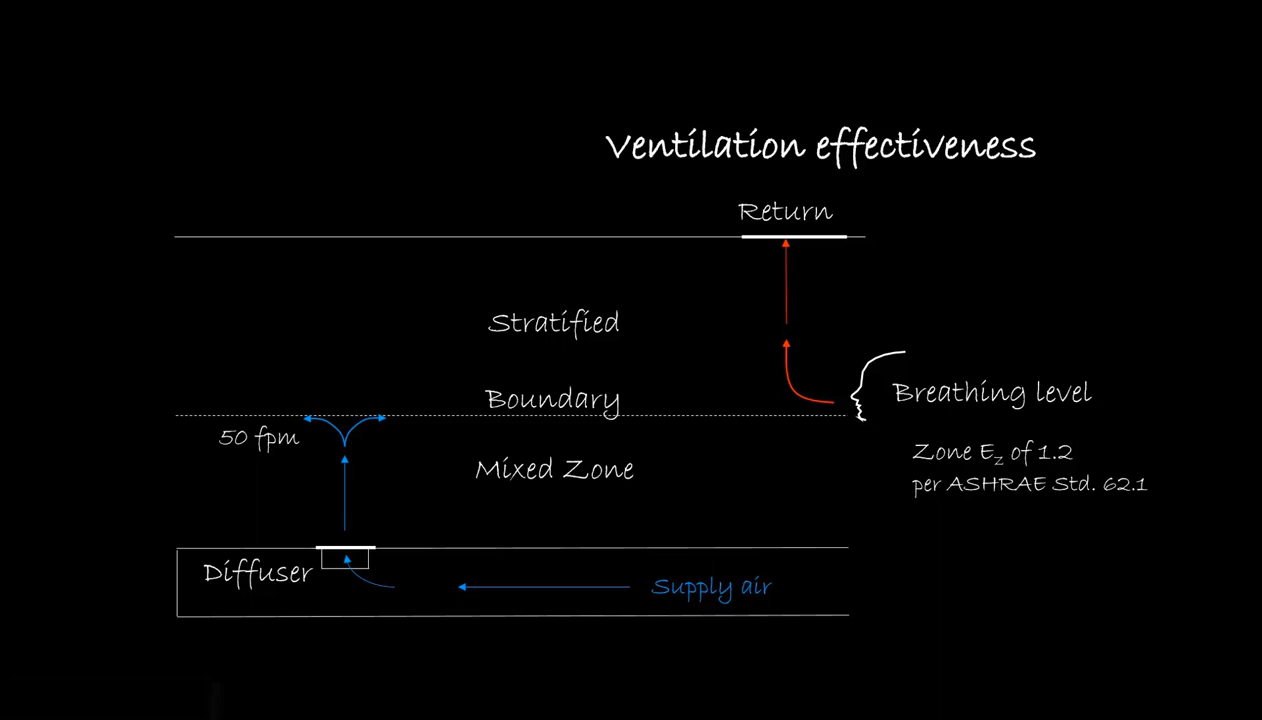 Ventilation effectiveness
Return
Stratified
Boundary
Breathing level
50 fpm
Zone Ez of 1.2
Mixed Zone
per ASHRAE Std. 62.1
Diffuser
Supply air